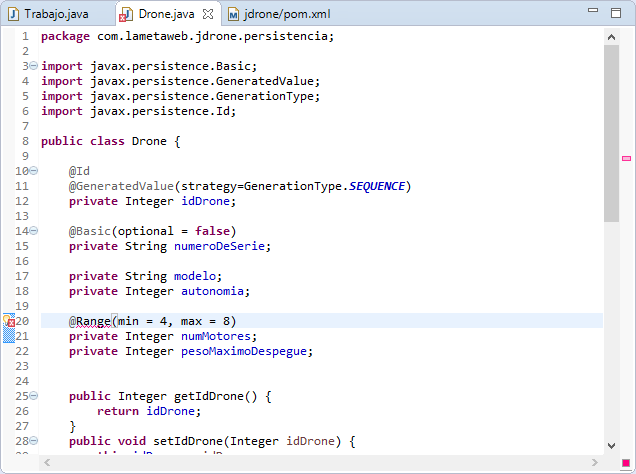 Trabajo.java Drone.java jdrone/pom.xml
1 package com.lametaweb.jdrone.persistencia;
2
3 import javax.persistence.Basic;
4 import javax.persistence.GeneratedValue;
5 import javax.persistence.GenerationType;
6 import javax.persistence.Id;
7
8 public class Drone {
9
10 @Id
11 @GeneratedValue(strategy=GenerationType.SEQUENCE)
12 private Integer idDrone;
13
14 @Basic(optional = false)
15 private String numeroDeSerie;
16
17 private String modelo;
18 private Integer autonomia;
19
20 @Range(min = 4, max = 8)
21 private Integer numMotores;
22 private Integer pesoMaximoDespegue;
23
24
25 public Integer getIdDrone() {
26 return idDrone;
27 }
28 public void setIdDrone(Integer idDrone) {